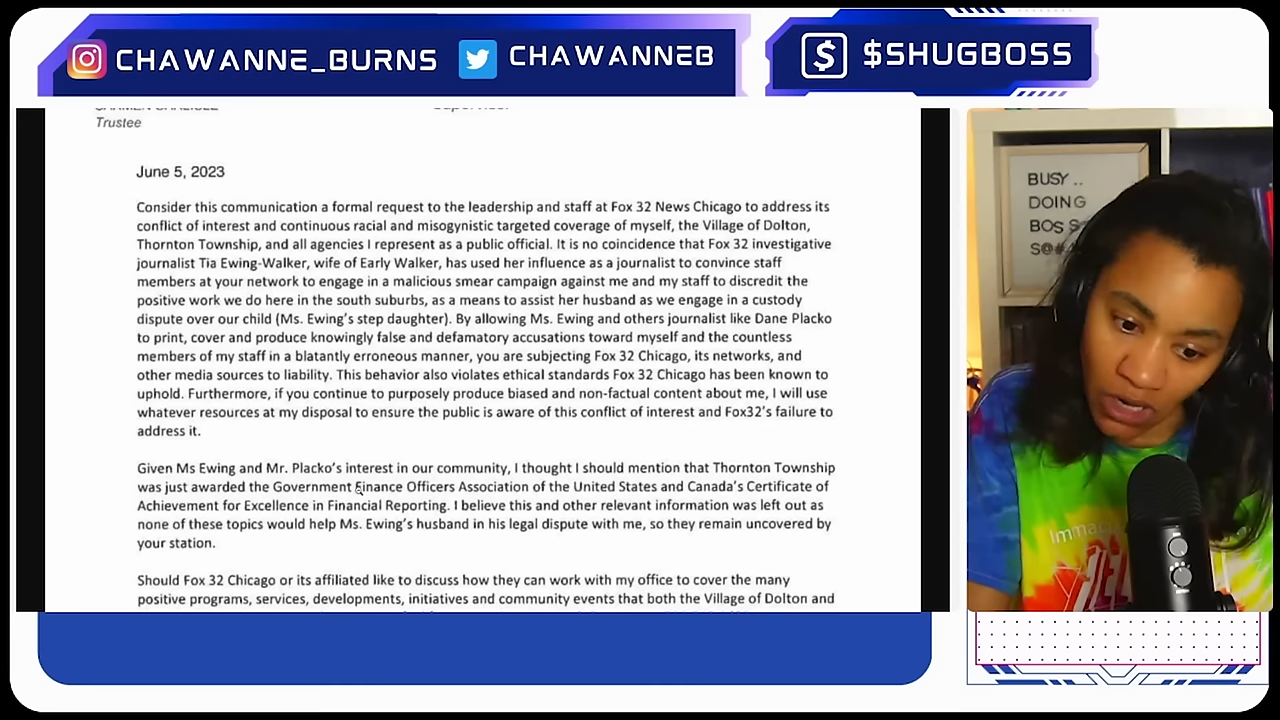 CHAWANNE_BURNS
CHAWANNEB
$SHUGBOSS
Trustee
June 5, 2023
Consider this communication a formal request to the leadership and staff at Fox 32 News Chicago to address its
conflict of interest and continuous racial and misogynistic targeted coverage of myself, the Village of Dolton,
Thornton Township, and all agencies I represent as a public official. It is no coincidence that Fox 32 investigative
journalist Tia Ewing-Walker, wife of Early Walker, has used her influence as a journalist to convince staff
members at your network to engage in a malicious smear campaign against me and my staff to discredit the
positive work we do here in the south suburbs, as a means to assist her husband as we engage in a custody
dispute over our child (Ms. Ewing's step daughter). By allowing Ms. Ewing and others journalist like Dane Placko
to print, cover and produce knowingly false and defamatory accusations toward myself and the countless
members of my staff in a blatantly erroneous manner, you are subjecting Fox 32 Chicago, its networks, and
other media sources to liability. This behavior also violates ethical standards Fox 32 Chicago has been known to
uphold. Furthermore, if you continue to purposely produce biased and non-factual content about me, I will use
whatever resources at my disposal to ensure the public is aware of this conflict of interest and Fox32's failure to
address it.
Given Ms Ewing and Mr. Placko's interest in our community, I thought I should mention that Thornton Township
was just awarded the Government Finance Officers Association of the United States and Canada's Certificate of
Achievement for Excellence in Financial Reporting. I believe this and other relevant information was left out as
none of these topics would help Ms. Ewing's husband in his legal dispute with me, so they remain uncovered by
your station.
Should Fox 32 Chicago or its affiliated like to discuss how they can work with my office to cover the many
positive programs, services, developments, initiatives and community events that both the Village of Dolton and
BUSY ..
DOING
BOS
S@#